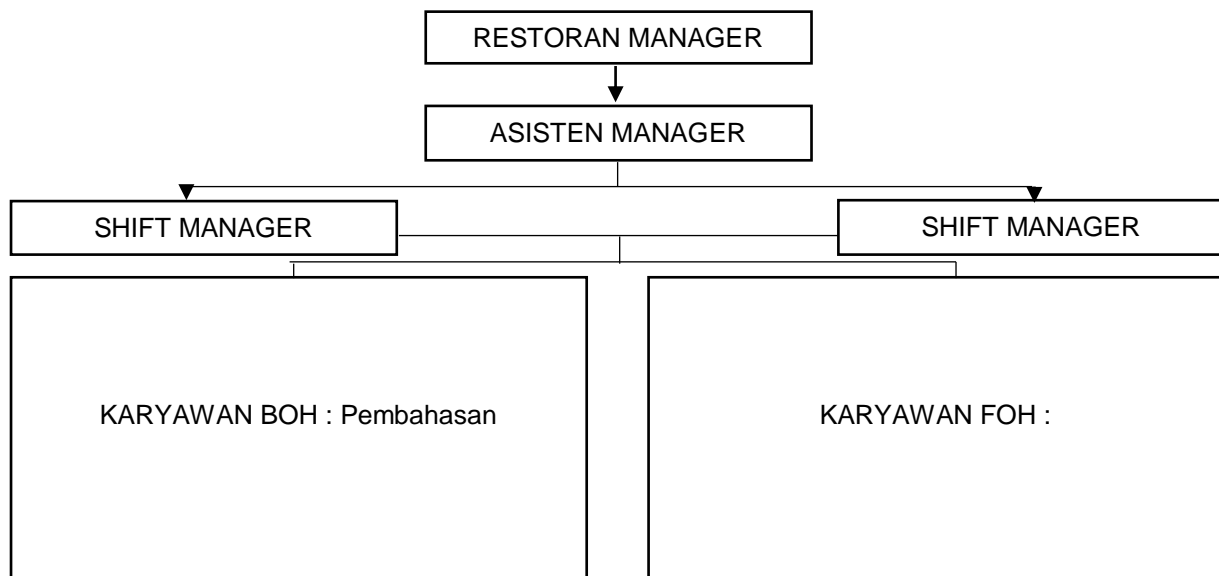 RESTORAN MANAGER
ASISTEN MANAGER
SHIFT MANAGER
SHIFT MANAGER
KARYAWAN BOH : Pembahasan
KARYAWAN FOH :